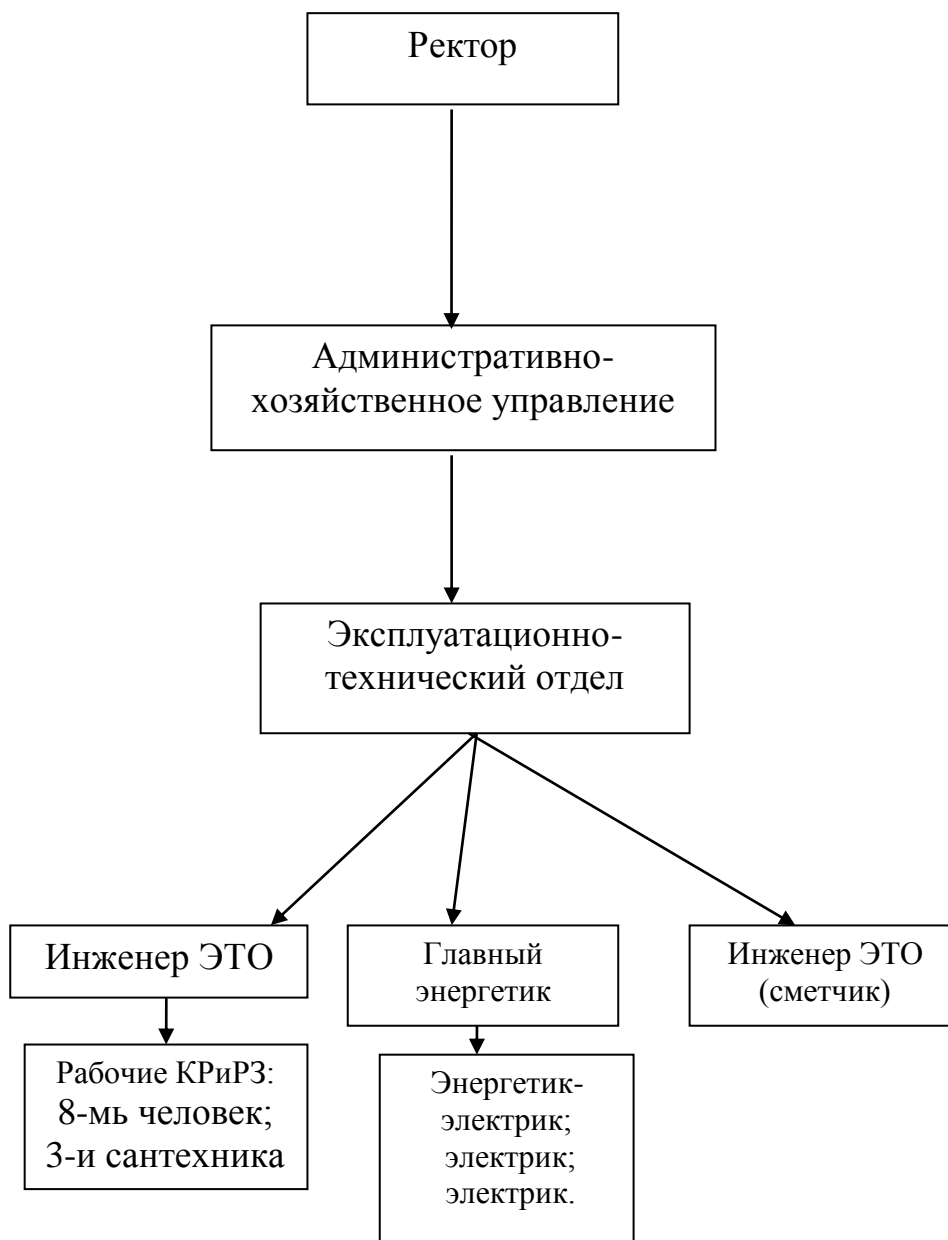 Ректор
Административно-
хозяйственное управление
Эксплуатационно-
технический отдел
Инженер ЭТО
Главный
энергетик
Инженер ЭТО
(сметчик)
Рабочие КРиРЗ:
8-мь человек;
3-и сантехника
Энергетик-
электрик;
электрик;
электрик.